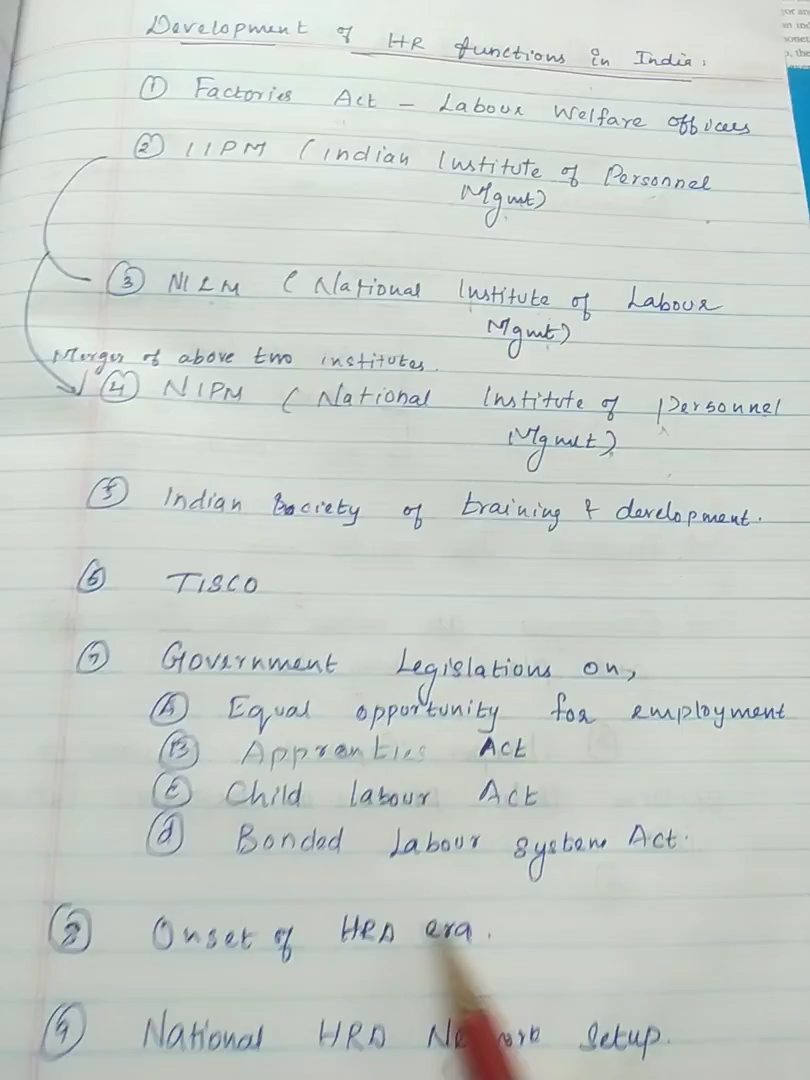 Development of HR functions in India:
① Factories Act - Labour Welfare officers
② IIPM (Indian Institute of Personnel
Mgmt)
③ NILM (National Institute of Labour
Mgmt)
Merger of above two institutes.
④ NIPM (National Institute of Personnel
Mgmt)
⑤ Indian Society of training & development.
⑥ TISCO
⑦ Government Legislations on,
Ⓐ Equal opportunity for employment
Ⓑ Apprenties Act
Ⓒ Child labour Act
ⓓ Bonded Labour system Act.
⑧ Onset of HRD era.
⑨ National HRD setup.